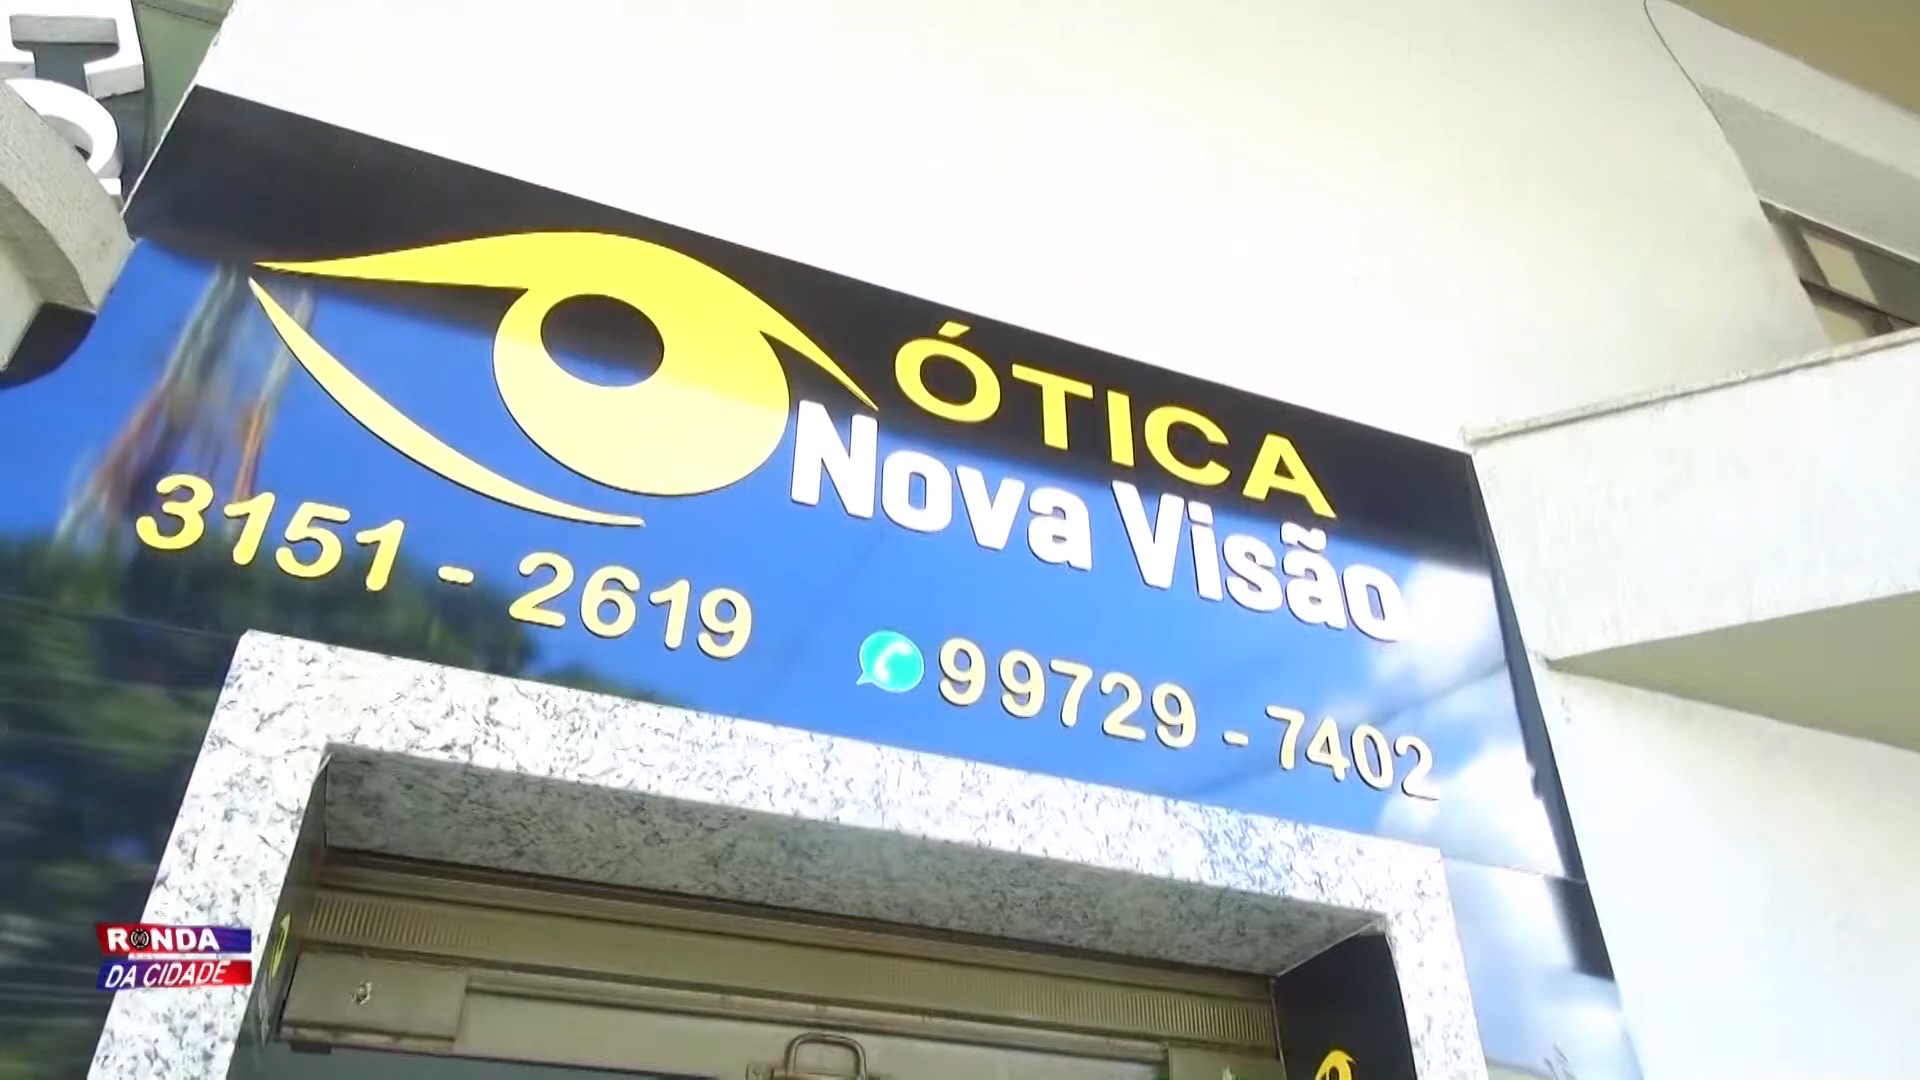 ÓTICA
Nova Visão
3151 - 2619
99729 - 7402
RONDA
DA CIDADE